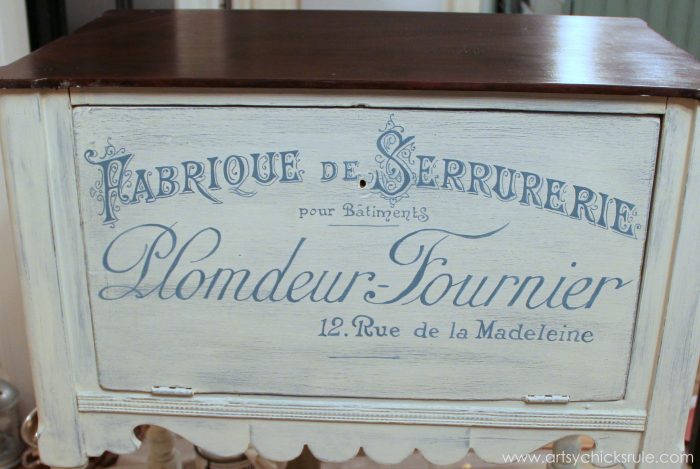 FABRIQUE DE SERRURERIE
pour Bâtiments
Plomdeur-Fournier
12. Rue de la Madeleine
www.artsychicksrule.com